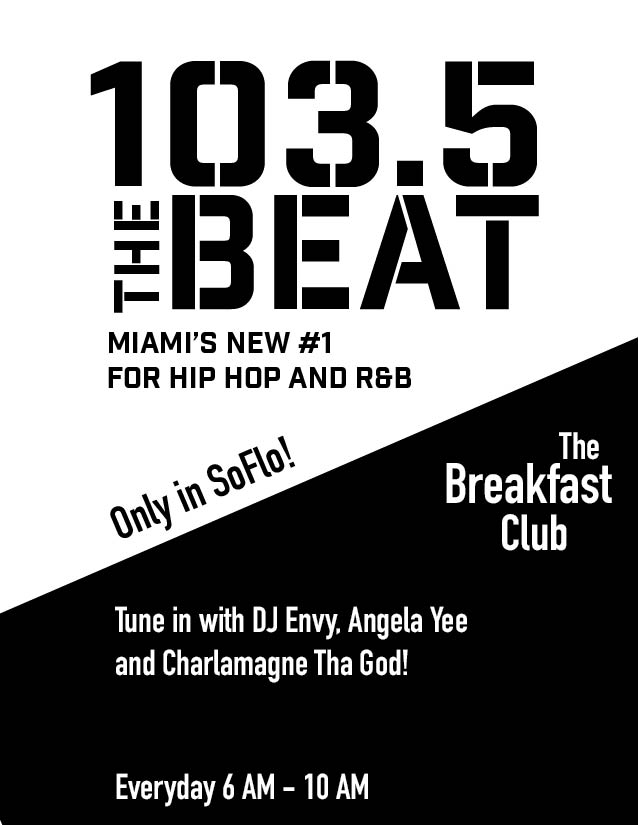 103.5
THE BEAT
MIAMI'S NEW #1
FOR HIP HOP AND R&B
Only in SoFlo!
The
Breakfast
Club
Tune in with DJ Envy, Angela Yee
and Charlamagne Tha God!
Everyday 6 AM – 10 AM